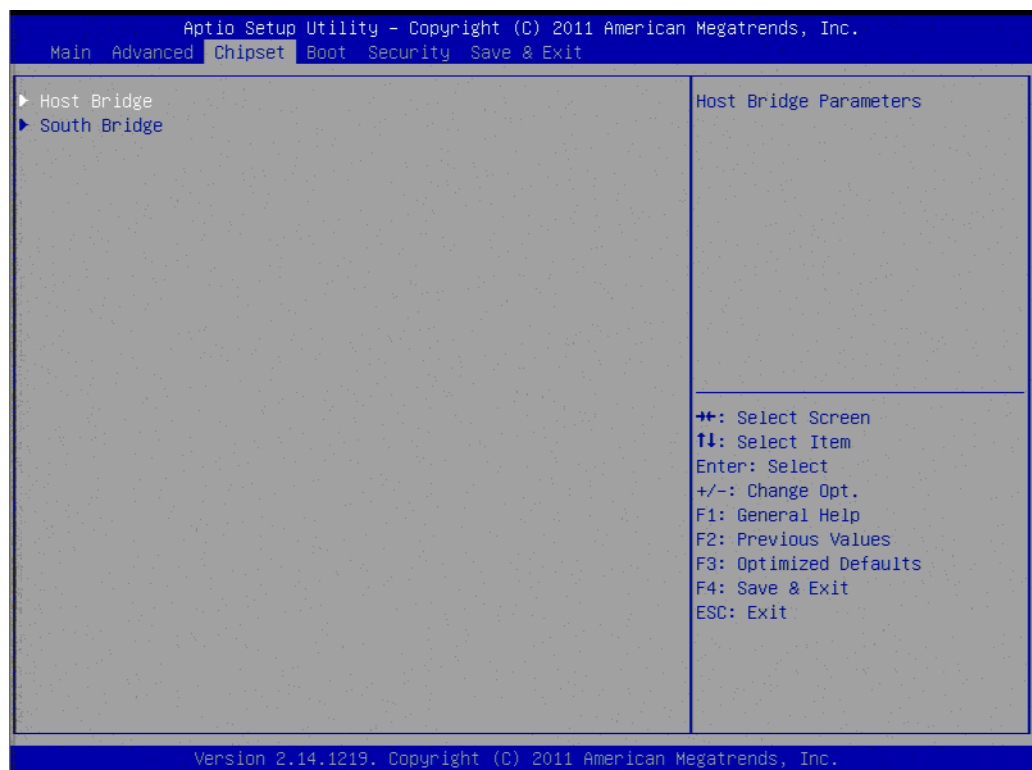 Aptio Setup Utility – Copyright (C) 2011 American Megatrends, Inc.
Main Advanced Chipset Boot Security Save & Exit
Host Bridge
South Bridge
Host Bridge Parameters
→←: Select Screen
↑↓: Select Item
Enter: Select
+/-: Change Opt.
F1: General Help
F2: Previous Values
F3: Optimized Defaults
F4: Save & Exit
ESC: Exit
Version 2.14.1219. Copyright (C) 2011 American Megatrends, Inc.